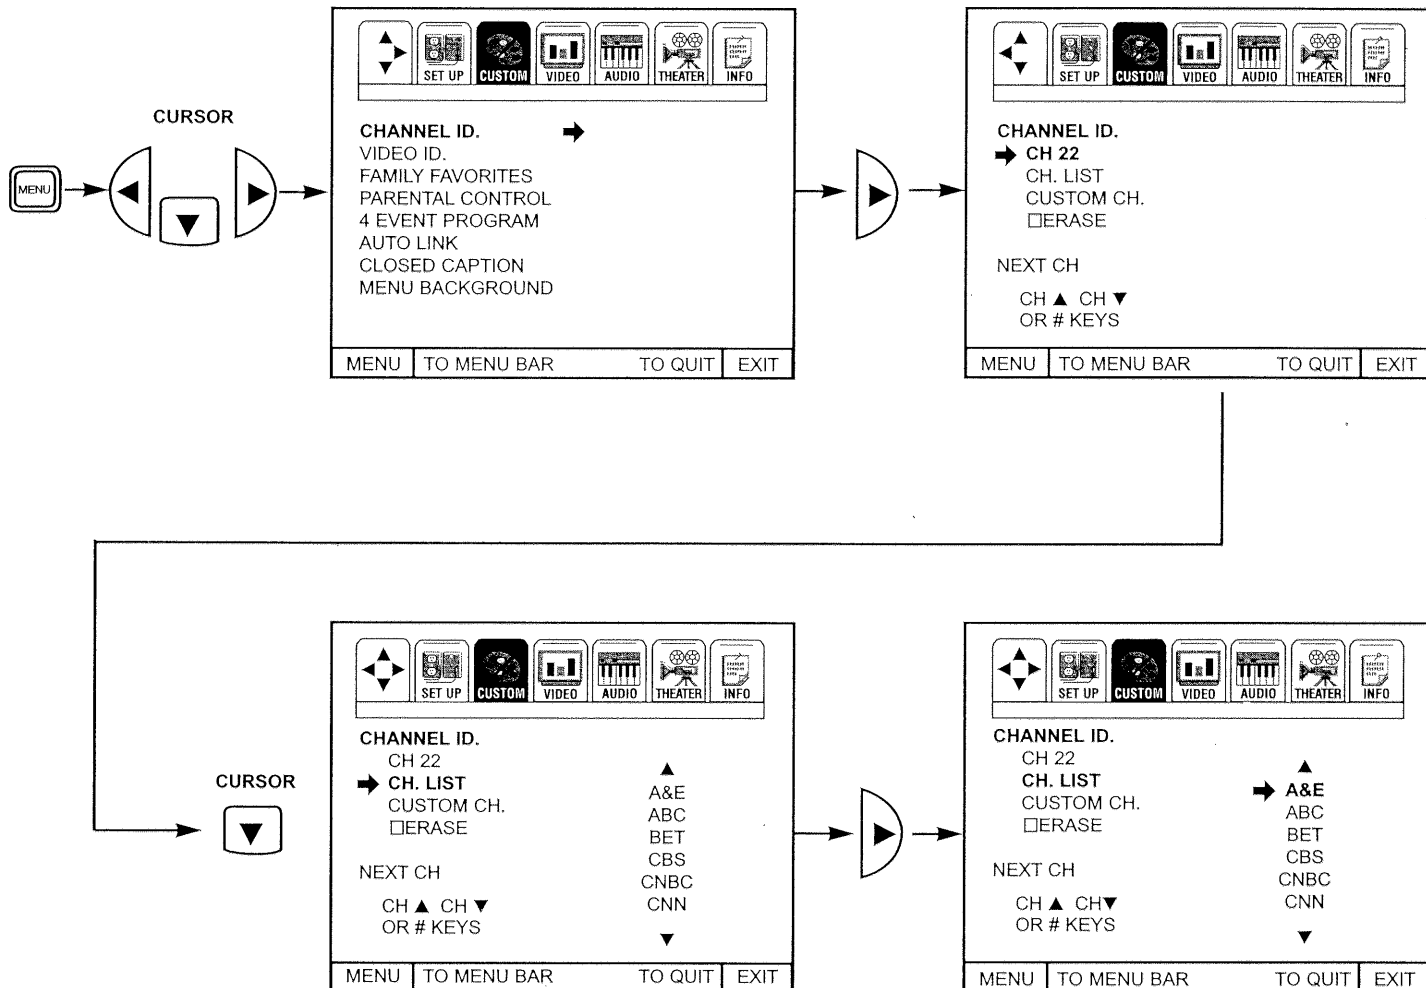 CURSOR
MENU
SET UP CUSTOM VIDEO AUDIO THEATER INFO
CHANNEL ID.
VIDEO ID.
FAMILY FAVORITES
PARENTAL CONTROL
4 EVENT PROGRAM
AUTO LINK
CLOSED CAPTION
MENU BACKGROUND
MENU TO MENU BAR TO QUIT EXIT
SET UP CUSTOM VIDEO AUDIO THEATER INFO
CHANNEL ID.
CH 22
CH. LIST
CUSTOM CH.
☐ERASE
NEXT CH
CH ▲ CH ▼
OR # KEYS
MENU TO MENU BAR TO QUIT EXIT
CURSOR
SET UP CUSTOM VIDEO AUDIO THEATER INFO
CHANNEL ID.
CH 22
CH. LIST
CUSTOM CH.
☐ERASE
NEXT CH
CH ▲ CH ▼
OR # KEYS
A&E
ABC
BET
CBS
CNBC
CNN
MENU TO MENU BAR TO QUIT EXIT
SET UP CUSTOM VIDEO AUDIO THEATER INFO
CHANNEL ID.
CH 22
CH. LIST
CUSTOM CH.
☐ERASE
NEXT CH
CH ▲ CH▼
OR # KEYS
A&E
ABC
BET
CBS
CNBC
CNN
MENU TO MENU BAR TO QUIT EXIT